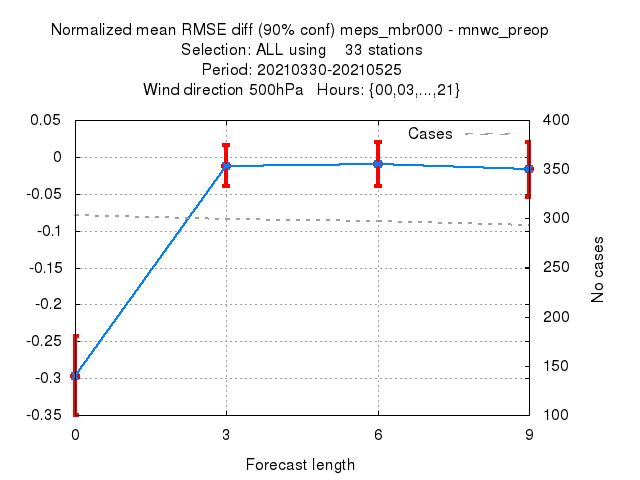 Normalized mean RMSE diff (90% conf) meps_mbr000 - mnwc_preop
Selection: ALL using    33 stations
Period: 20210330-20210525
Wind direction 500hPa   Hours: {00,03,...,21}
Cases
0.05
0
-0.05
-0.1
-0.15
-0.2
-0.25
-0.3
-0.35
400
350
300
250
200
150
100
No cases
0 3 6 9
Forecast length